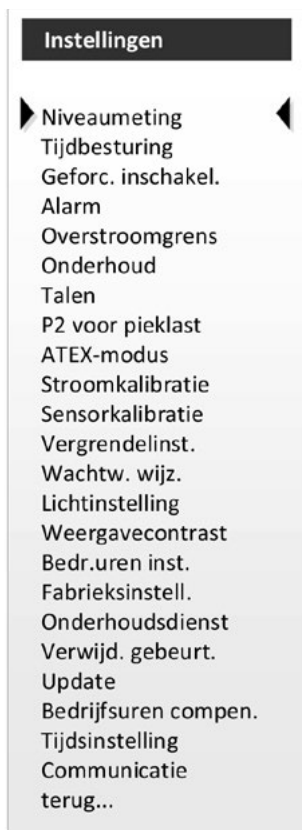 Instellingen
Niveaumeting
Tijdbesturing
Geforc. inschakel.
Alarm
Overstroomgrens
Onderhoud
Talen
P2 voor pieklast
ATEX-modus
Stroomkalibratie
Sensorkalibratie
Vergrendelinst.
Wachtw. wijz.
Lichtinstelling
Weergavecontrast
Bedr.uren inst.
Fabrieksinstell.
Onderhoudsdienst
Verwijd. gebeurt.
Update
Bedrijfsuren compen.
Tijdsinstelling
Communicatie
terug...